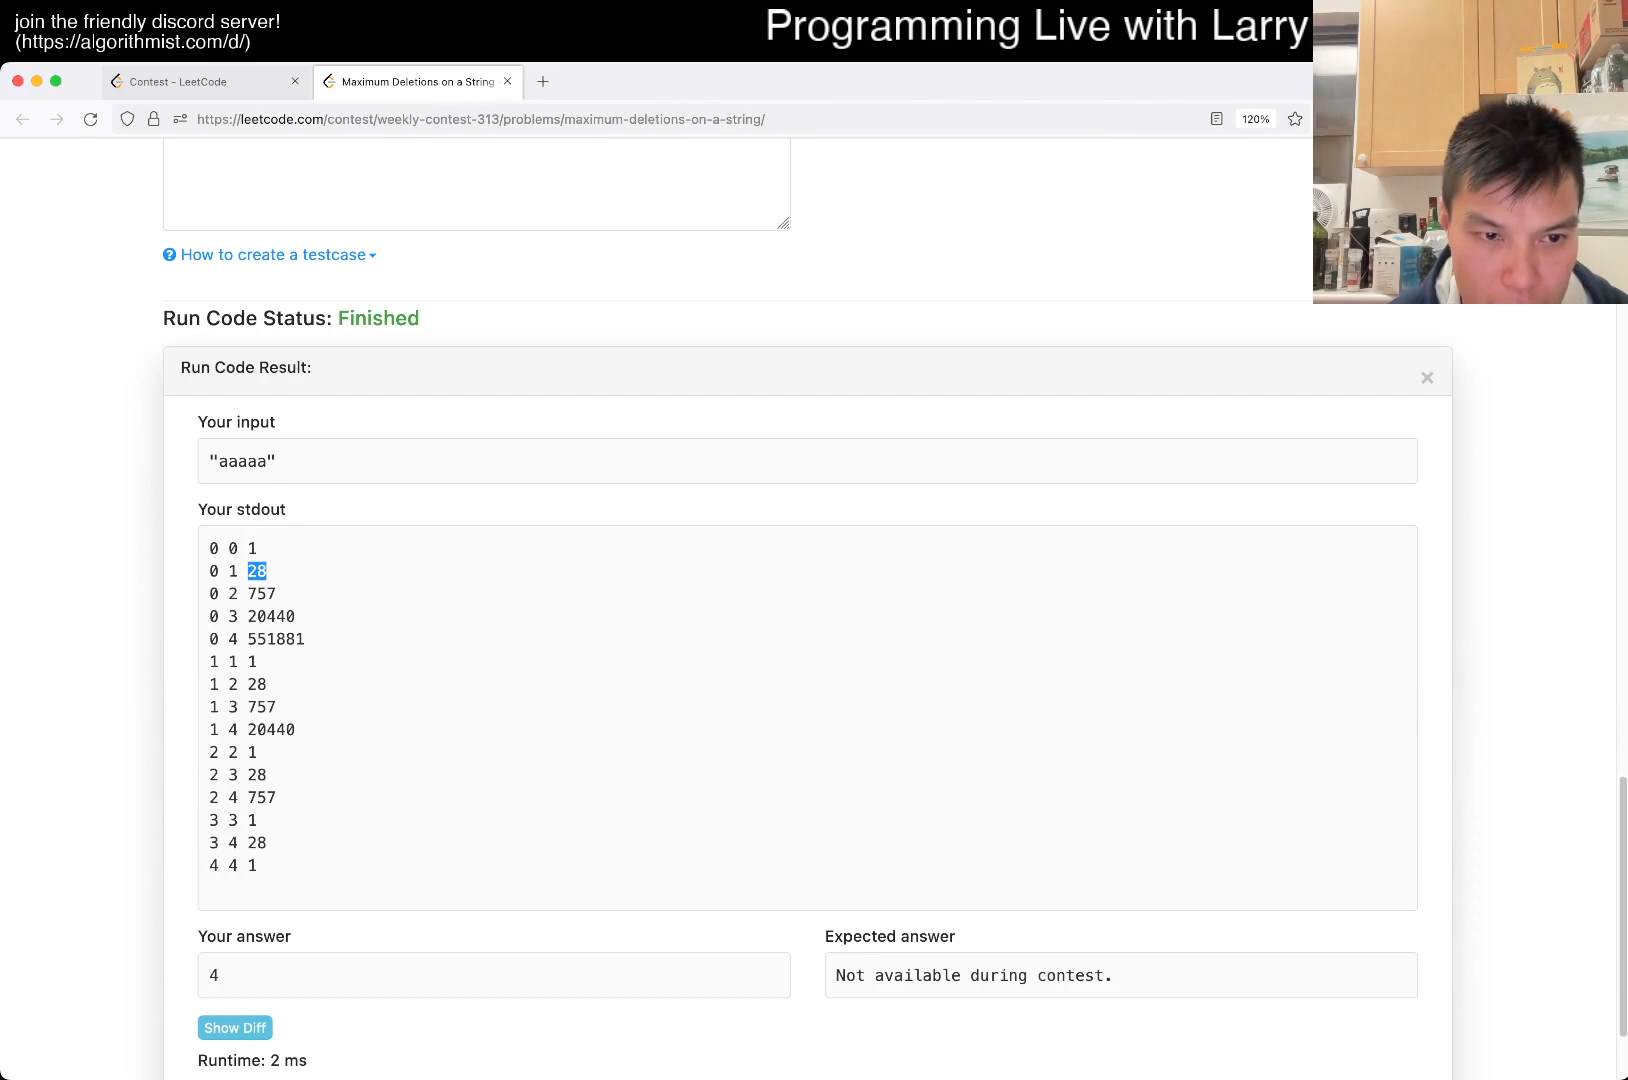 join the friendly discord server!
(https://algorithmist.com/d/)
Programming Live with Larry
Contest - LeetCode
Maximum Deletions on a String
https://leetcode.com/contest/weekly-contest-313/problems/maximum-deletions-on-a-string/
120%
How to create a testcase
Run Code Status: Finished
Run Code Result:
Your input
"aaaaa"
Your stdout
0 0 1
0 1 28
0 2 757
0 3 20440
0 4 551881
1 1 1
1 2 28
1 3 757
1 4 20440
2 2 1
2 3 28
2 4 757
3 3 1
3 4 28
4 4 1
Your answer
Expected answer
4
Not available during contest.
Show Diff
Runtime: 2 ms